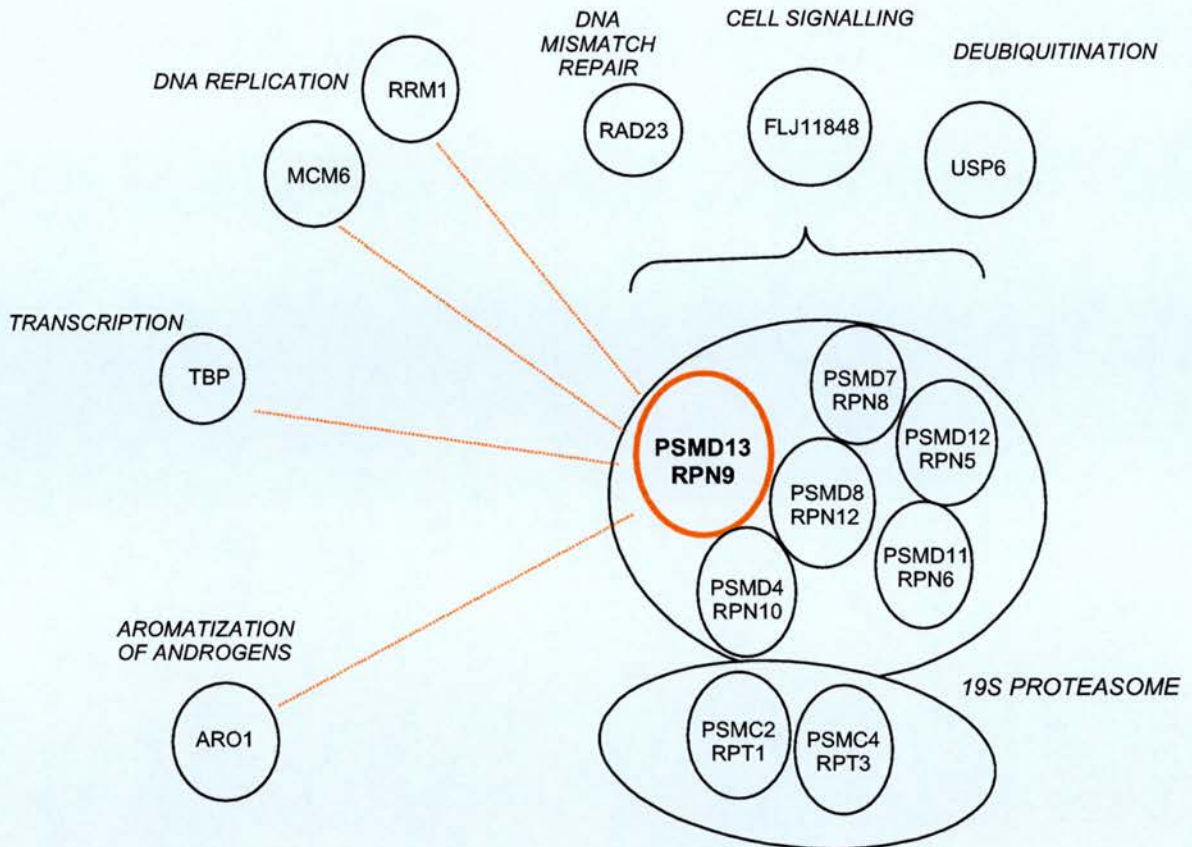 DNA
MISMATCH
REPAIR
CELL SIGNALLING
DEUBIQUITINATION
DNA REPLICATION
RRM1
RAD23
FLJ11848
USP6
MCM6
TRANSCRIPTION
TBP
PSMD13
RPN9
PSMD7
RPN8
PSMD12
RPN5
PSMD8
RPN12
PSMD11
RPN6
PSMD4
RPN10
AROMATIZATION
OF ANDROGENS
ARO1
19S PROTEASOME
PSMC2
RPT1
PSMC4
RPT3